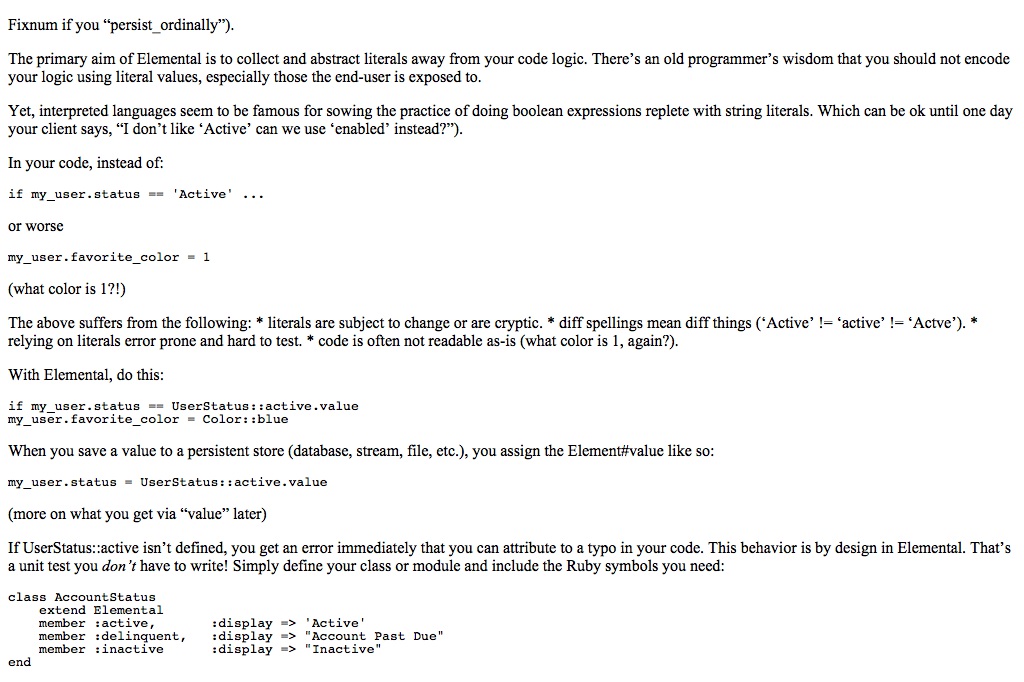 Fixnum if you “persist_ordinally”).
The primary aim of Elemental is to collect and abstract literals away from your code logic. There’s an old programmer’s wisdom that you should not encode
your logic using literal values, especially those the end-user is exposed to.
Yet, interpreted languages seem to be famous for sowing the practice of doing boolean expressions replete with string literals. Which can be ok until one day
your client says, “I don’t like ‘Active’ can we use ‘enabled’ instead?”).
In your code, instead of:
if my_user.status == 'Active' ...
or worse
my_user.favorite_color = 1
(what color is 1?!)
The above suffers from the following: * literals are subject to change or are cryptic. * diff spellings mean diff things (‘Active’ != ‘active’ != ‘Actve’). *
relying on literals error prone and hard to test. * code is often not readable as-is (what color is 1, again?).
With Elemental, do this:
if my_user.status == UserStatus::active.value
my_user.favorite_color = Color::blue
When you save a value to a persistent store (database, stream, file, etc.), you assign the Element#value like so:
my_user.status = UserStatus::active.value
(more on what you get via “value” later)
If UserStatus::active isn’t defined, you get an error immediately that you can attribute to a typo in your code. This behavior is by design in Elemental. That’s
a unit test you don’t have to write! Simply define your class or module and include the Ruby symbols you need:
class AccountStatus
    extend Elemental
    member :active,       :display => 'Active'
    member :delinquent,   :display => "Account Past Due"
    member :inactive      :display => "Inactive"
end